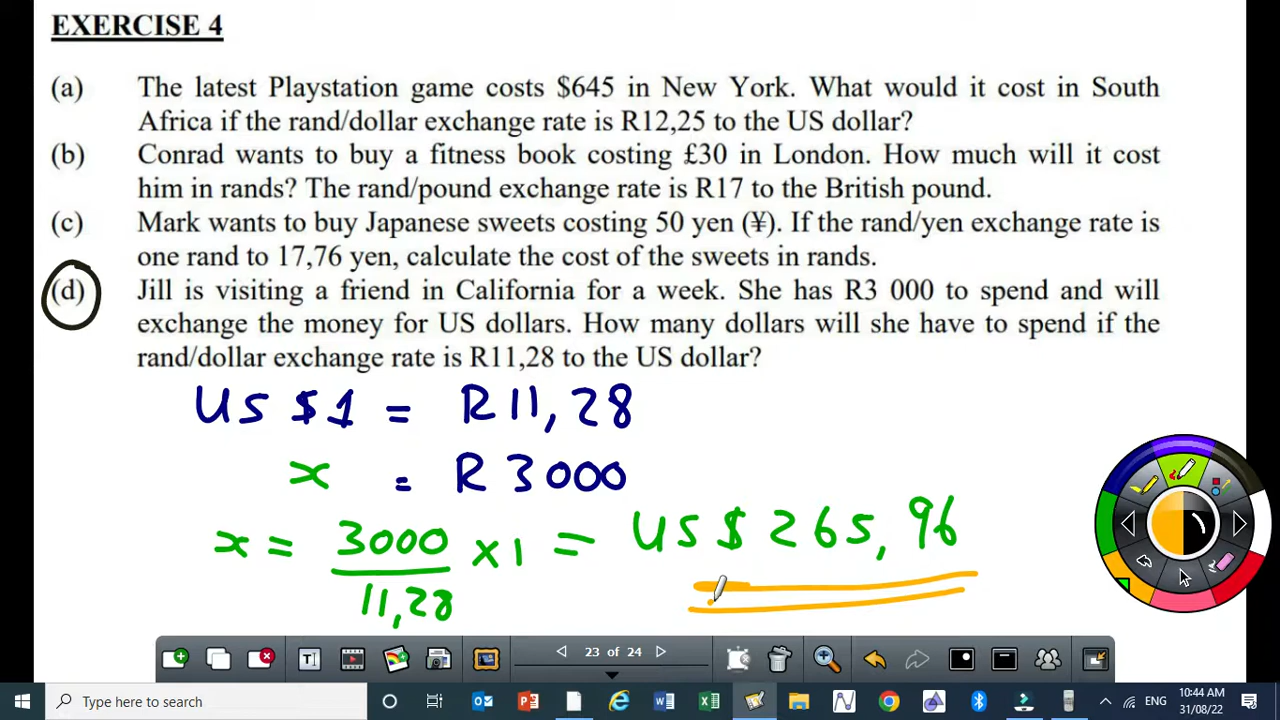 EXERCISE 4
(a) The latest Playstation game costs $645 in New York. What would it cost in South
Africa if the rand/dollar exchange rate is R12,25 to the US dollar?
(b) Conrad wants to buy a fitness book costing £30 in London. How much will it cost
him in rands? The rand/pound exchange rate is R17 to the British pound.
(c) Mark wants to buy Japanese sweets costing 50 yen (¥). If the rand/yen exchange rate is
one rand to 17,76 yen, calculate the cost of the sweets in rands.
(d) Jill is visiting a friend in California for a week. She has R3 000 to spend and will
exchange the money for US dollars. How many dollars will she have to spend if the
rand/dollar exchange rate is R11,28 to the US dollar?
US $1 = R11,28
x = R3000
x = 3000 × 1 = US$ 265,96
11,28
23 of 24
Type here to search
ENG
10:44 AM
31/08/22